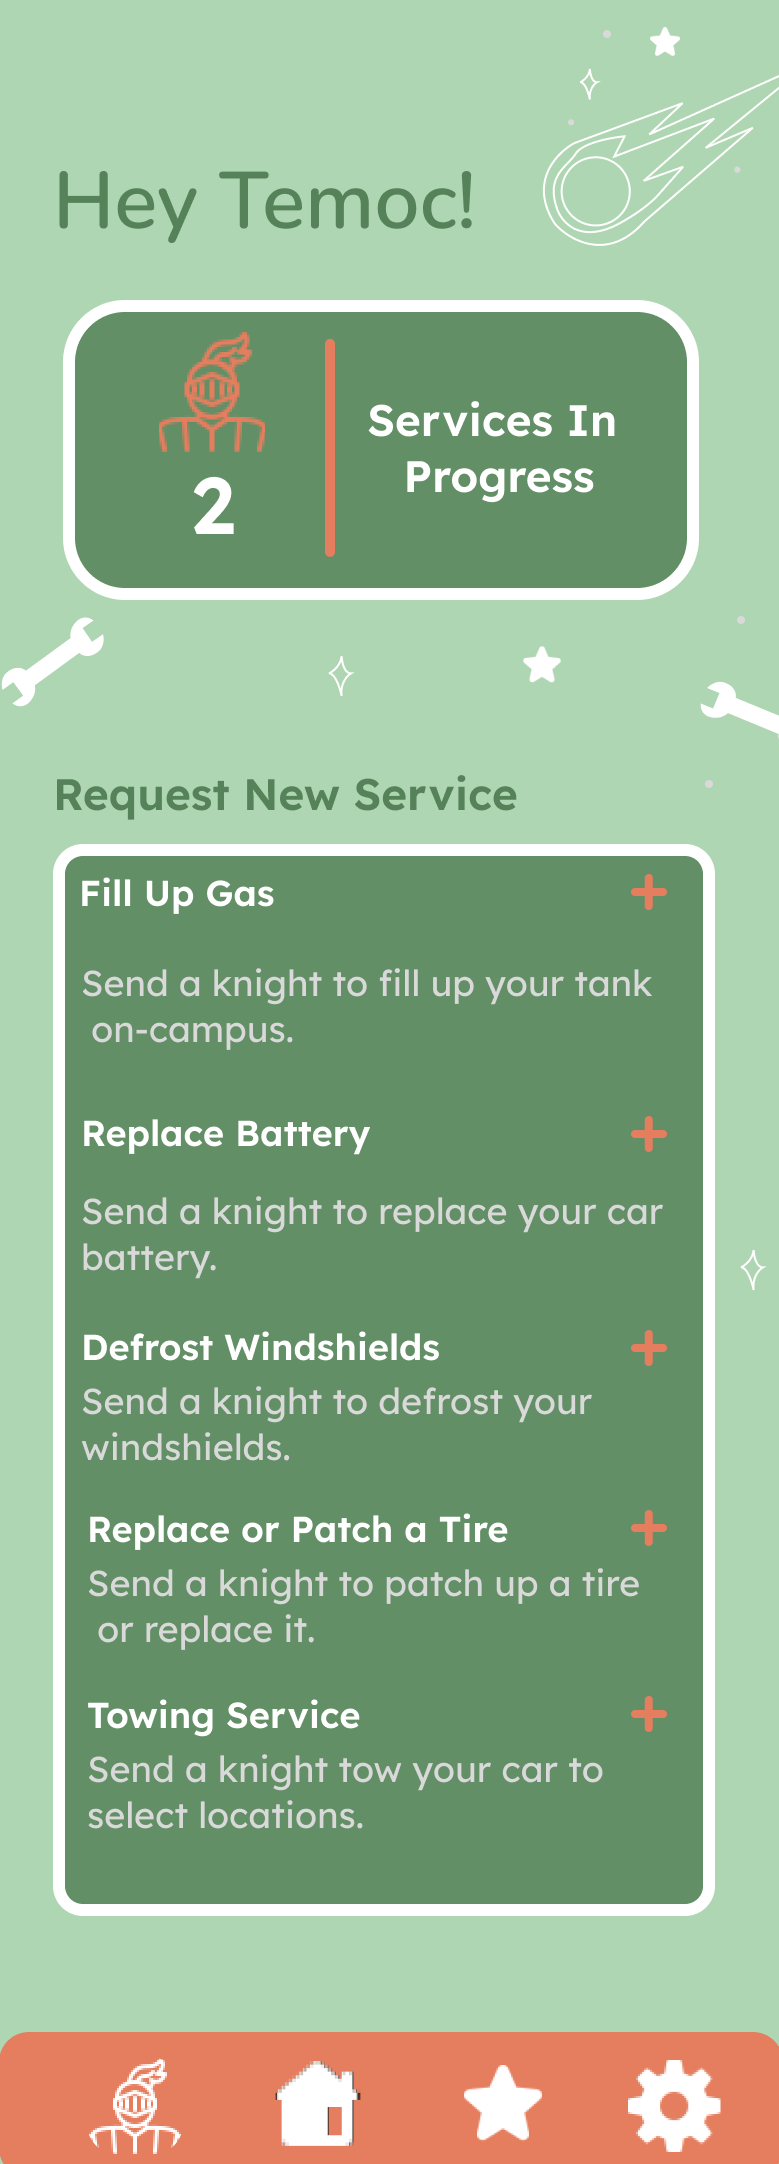 Hey Temoc!
2
Services In
Progress
Request New Service
Fill Up Gas
Send a knight to fill up your tank
on-campus.
Replace Battery
Send a knight to replace your car
battery.
Defrost Windshields
Send a knight to defrost your
windshields.
Replace or Patch a Tire
Send a knight to patch up a tire
or replace it.
Towing Service
Send a knight tow your car to
select locations.